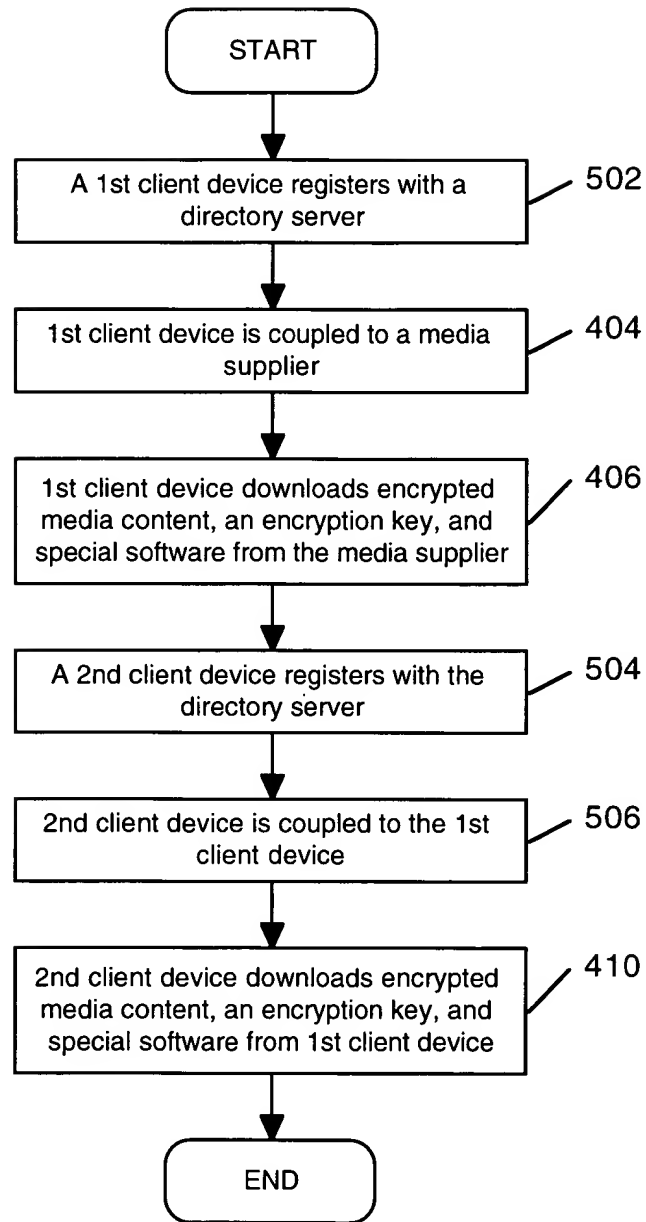 START
A 1st client device registers with a
directory server
502
1st client device is coupled to a media
supplier
404
1st client device downloads encrypted
media content, an encryption key, and
special software from the media supplier
406
A 2nd client device registers with the
directory server
504
2nd client device is coupled to the 1st
client device
506
2nd client device downloads encrypted
media content, an encryption key, and
special software from 1st client device
410
END